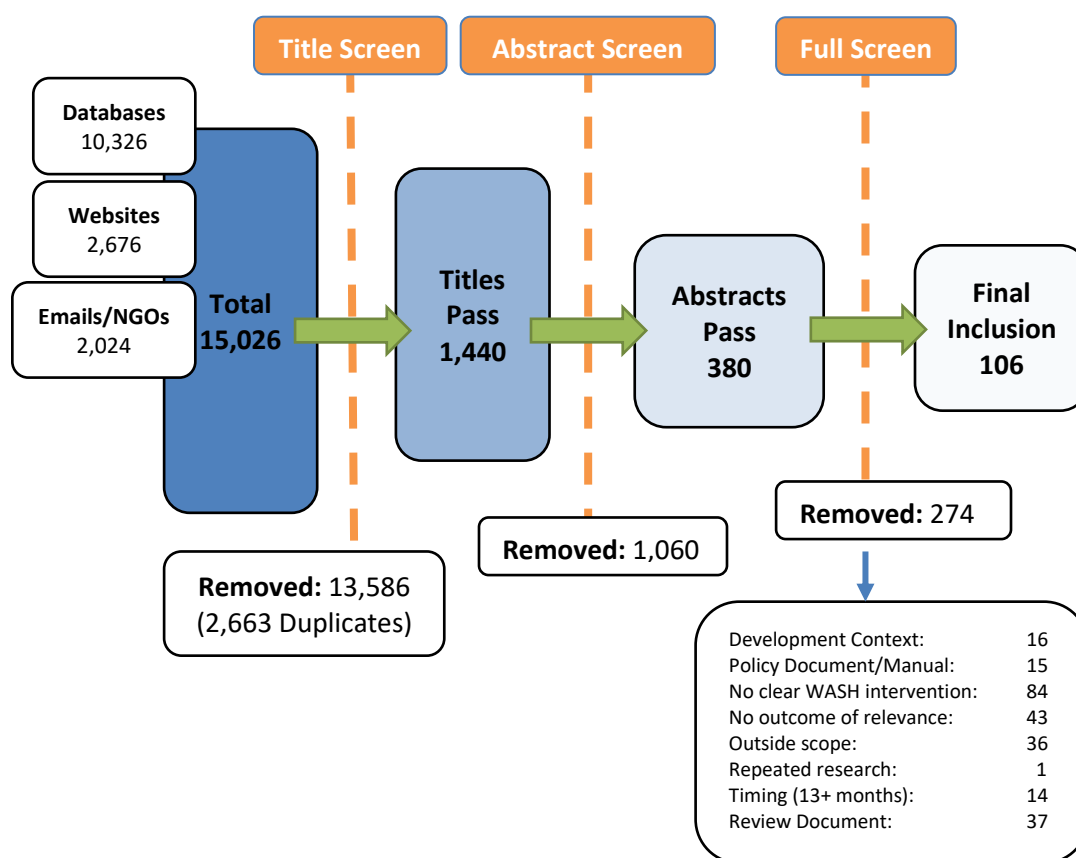 Title Screen
Abstract Screen
Full Screen
Databases
10,326
Websites
2,676
Emails/NGOs
2,024
Total
15,026
Titles
Pass
1,440
Abstracts
Pass
380
Final
Inclusion
106
Removed: 13,586
(2,663 Duplicates)
Removed: 1,060
Removed: 274
Development Context: 16
Policy Document/Manual: 15
No clear WASH intervention: 84
No outcome of relevance: 43
Outside scope: 36
Repeated research: 1
Timing (13+ months): 14
Review Document: 37